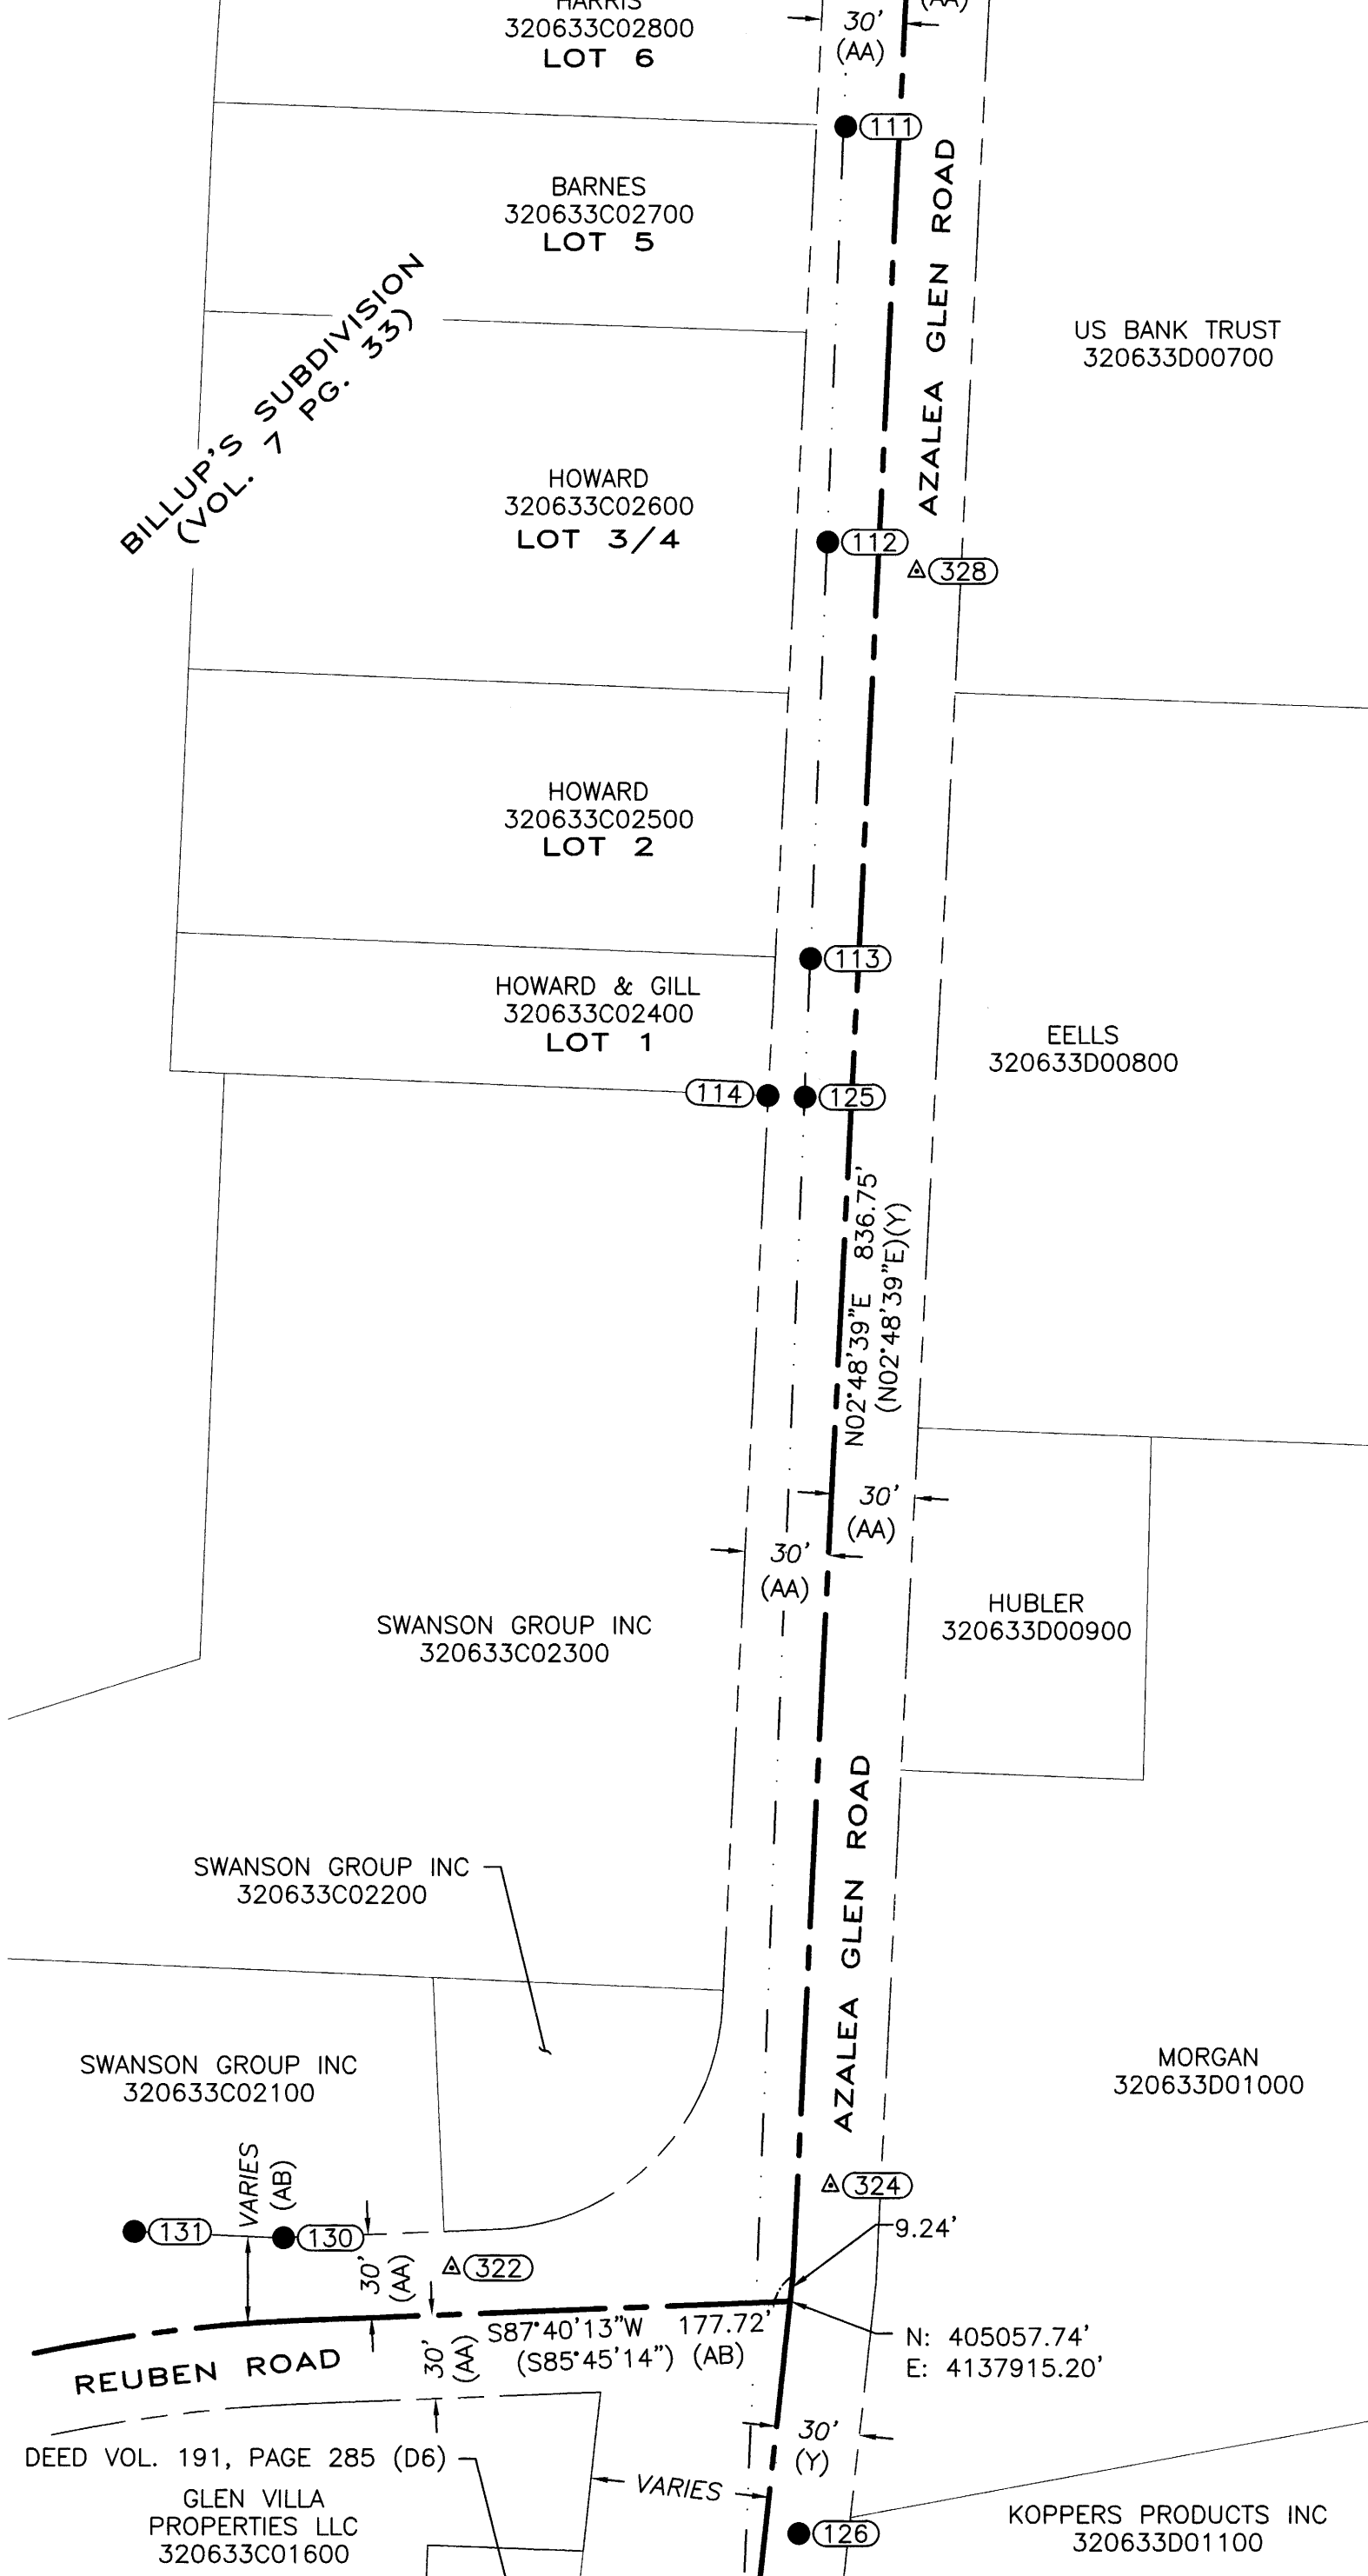 HARRIS
320633C02800
LOT 6
30'
(AA)
(AA)
111
BARNES
320633C02700
LOT 5
AZALEA GLEN ROAD
BILLUP'S SUBDIVISION
(VOL. 7 PG. 33)
US BANK TRUST
320633D00700
HOWARD
320633C02600
LOT 3/4
112
328
HOWARD
320633C02500
LOT 2
113
HOWARD & GILL
320633C02400
LOT 1
EELLS
320633D00800
114
125
N02°48'39"E 836.75'
(N02°48'39"E)(Y)
30'
(AA)
30'
(AA)
HUBLER
320633D00900
SWANSON GROUP INC
320633C02300
AZALEA GLEN ROAD
SWANSON GROUP INC
320633C02200
SWANSON GROUP INC
320633C02100
MORGAN
320633D01000
VARIES
(AB)
324
9.24'
131
130
30'
(AA)
322
S87°40'13"W 177.72'
(S85°45'14") (AB)
N: 405057.74'
E: 4137915.20'
REUBEN ROAD
30'
(AA)
30'
(Y)
DEED VOL. 191, PAGE 285 (D6)
VARIES
GLEN VILLA
PROPERTIES LLC
320633C01600
126
KOPPERS PRODUCTS INC
320633D01100